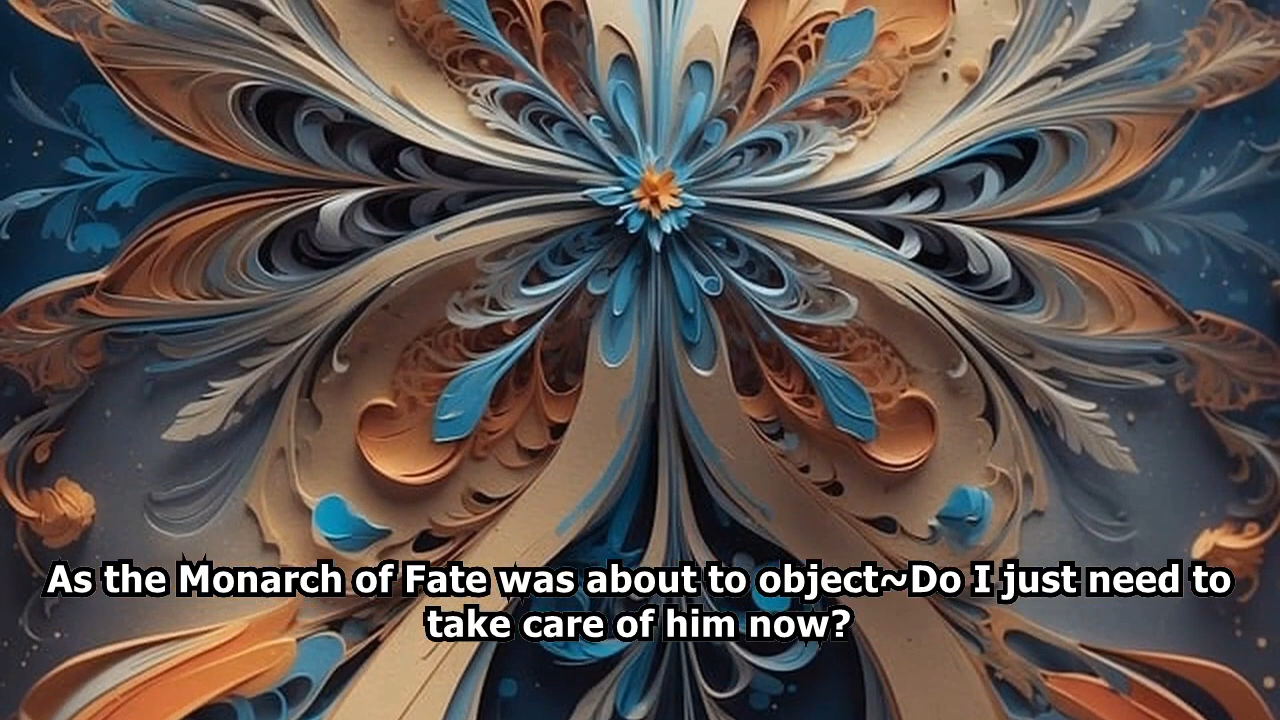 As the Monarch of Fate was about to object~Do I just need to
take care of him now?